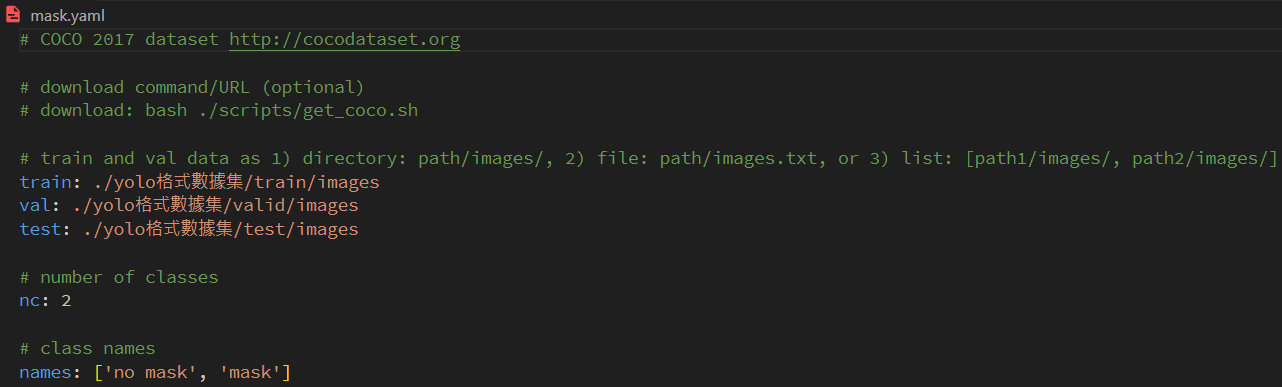 mask.yaml
# COCO 2017 dataset http://cocodataset.org
# download command/URL (optional)
# download: bash ./scripts/get_coco.sh
# train and val data as 1) directory: path/images/, 2) file: path/images.txt, or 3) list: [path1/images/, path2/images/]
train: ./yolo格式數據集/train/images
val: ./yolo格式數據集/valid/images
test: ./yolo格式數據集/test/images
# number of classes
nc: 2
# class names
names: ['no mask', 'mask']